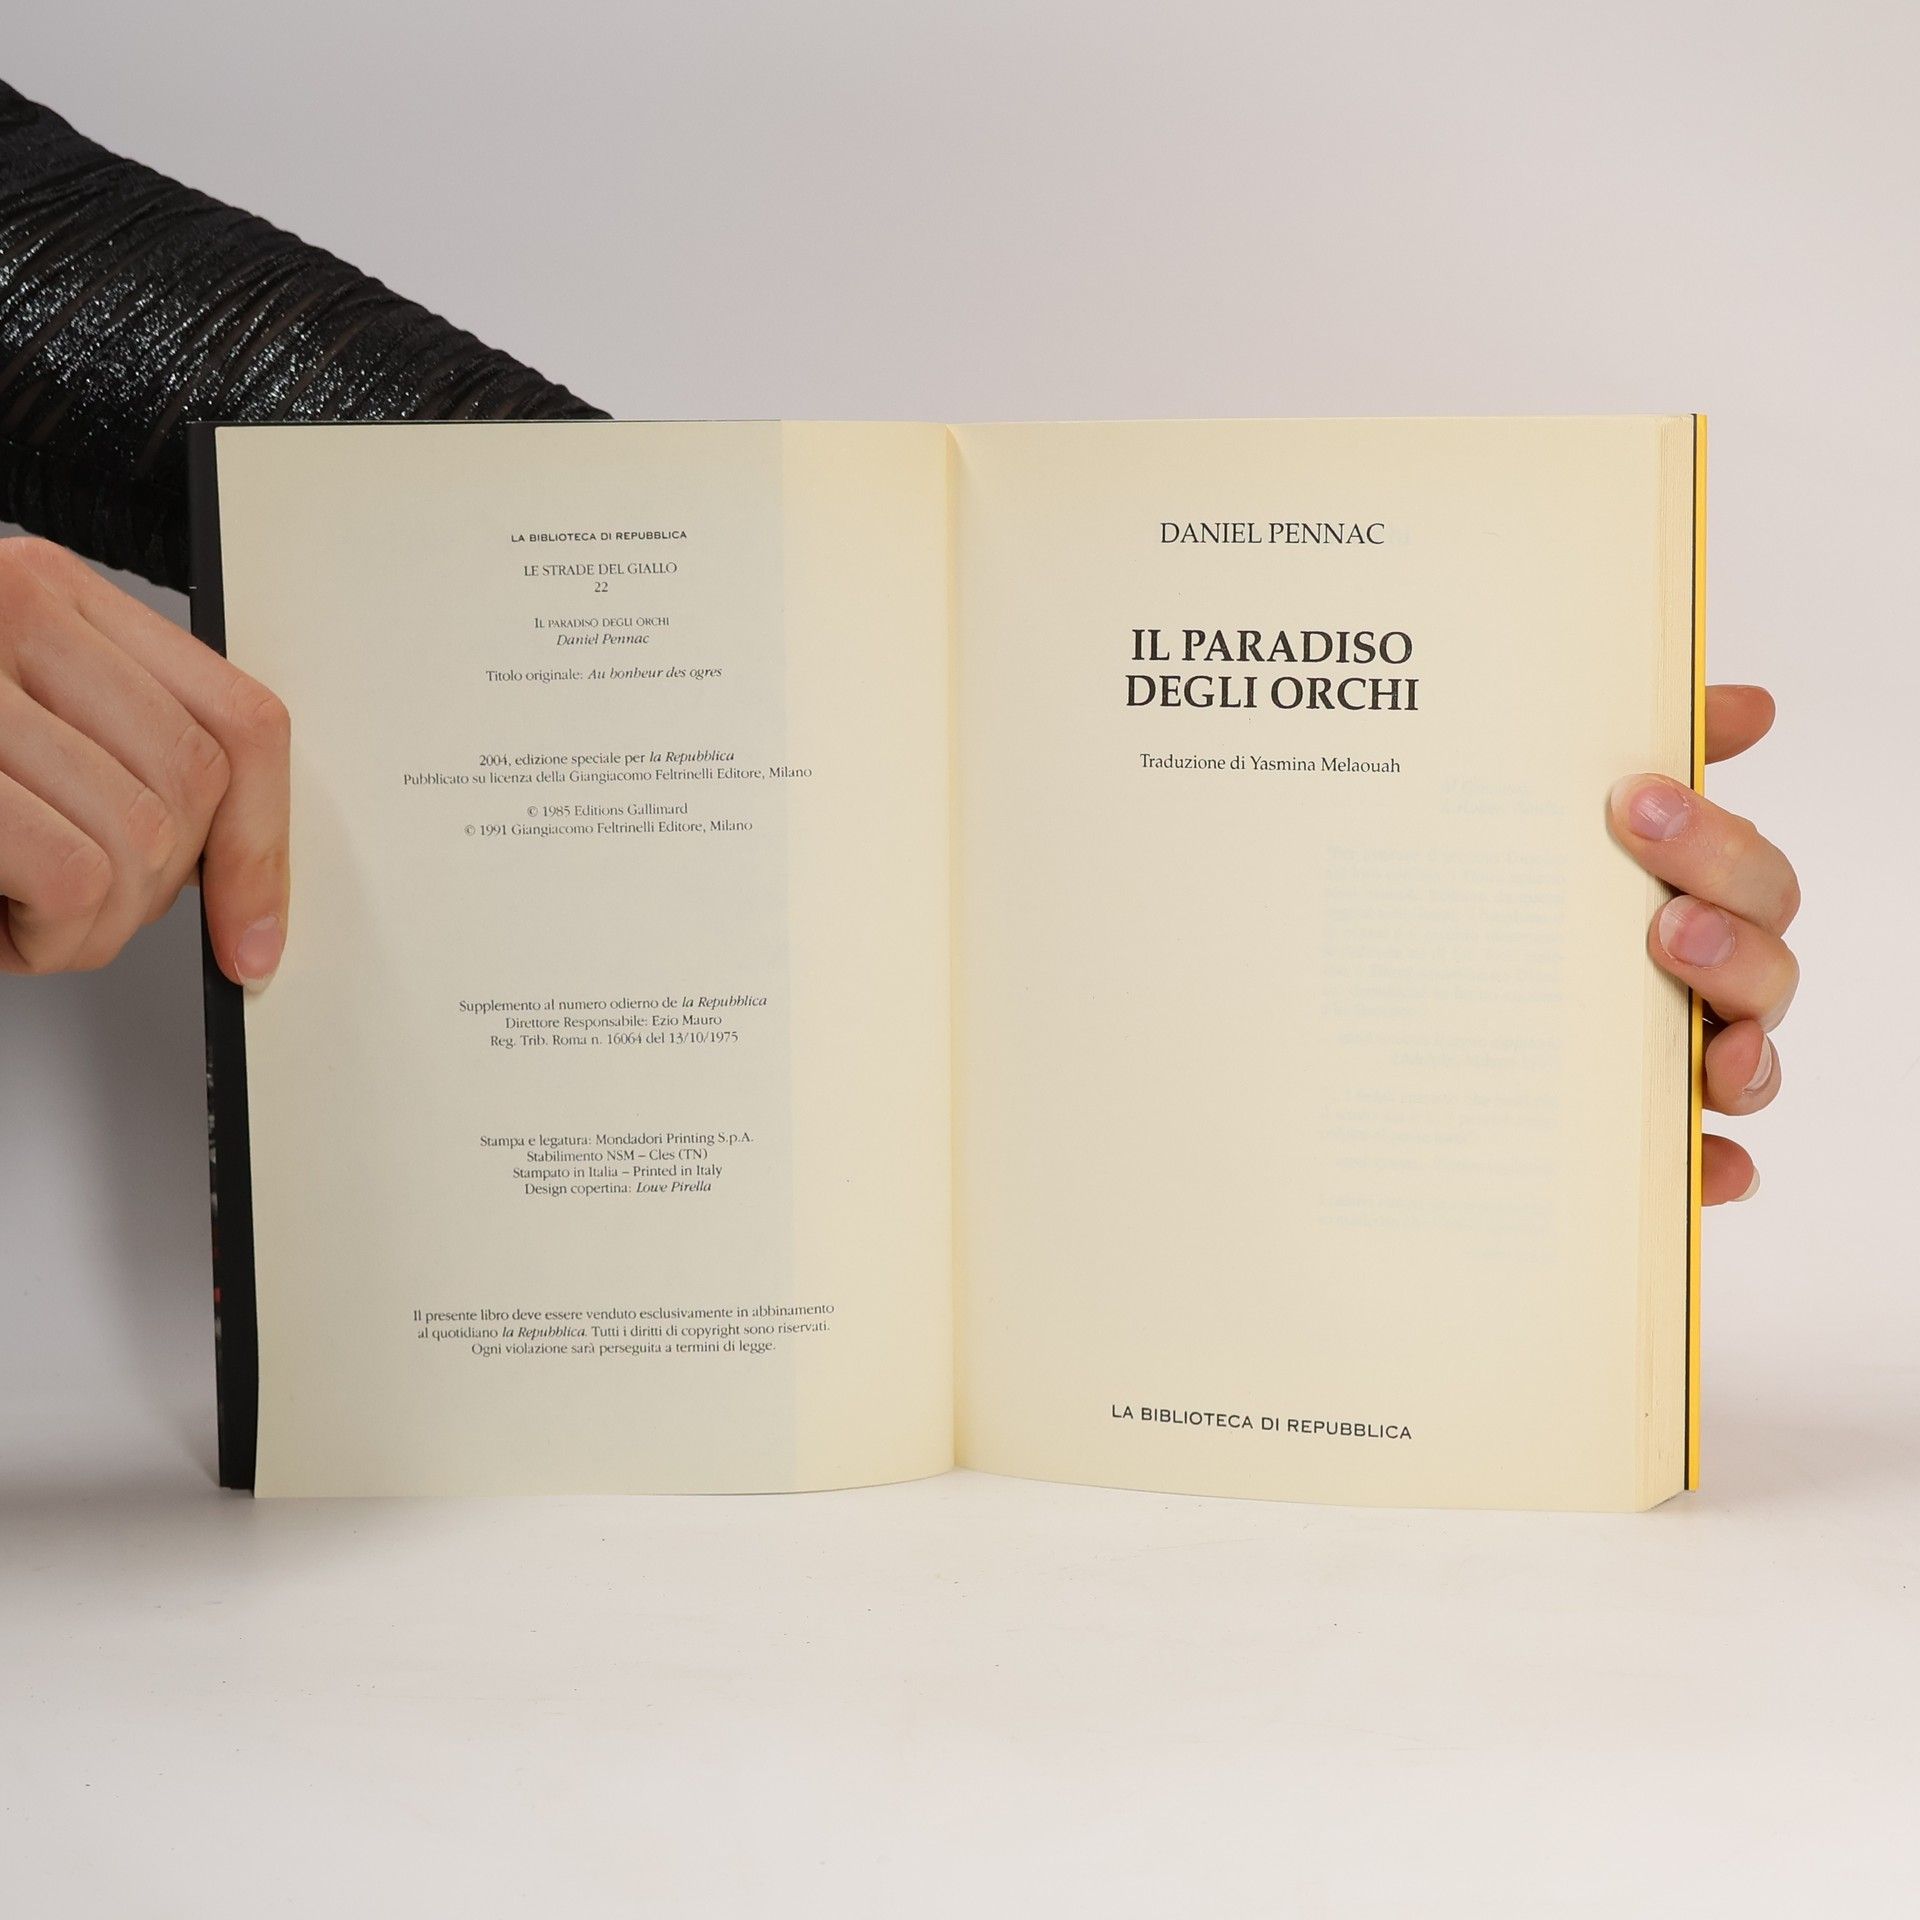 LA BIBLIOTECA DI REPUBBLICA
LE STRADE DEL GIALLO
22
IL PARADISO DEGLI ORCHI
Daniel Pennac
Titolo originale: Au bonheur des ogres
2004, edizione speciale per la Repubblica
Pubblicato su licenza della Giangiacomo Feltrinelli Editore, Milano
© 1985 Editions Gallimard
© 1991 Giangiacomo Feltrinelli Editore, Milano
Supplemento al numero odierno de la Repubblica
Direttore Responsabile: Ezio Mauro
Reg. Trib. Roma n. 16064 del 13/10/1975
Stampa e legatura: Mondadori Printing S.p.A.
Stabilimento NSM – Cles (TN)
Stampato in Italia – Printed in Italy
Design copertina: Lowe Pirella
Il presente libro deve essere venduto esclusivamente in abbinamento
al quotidiano la Repubblica. Tutti i diritti di copyright sono riservati.
Ogni violazione sarà perseguita a termini di legge.
DANIEL PENNAC
IL PARADISO
DEGLI ORCHI
Traduzione di Yasmina Melaouah
LA BIBLIOTECA DI REPUBBLICA